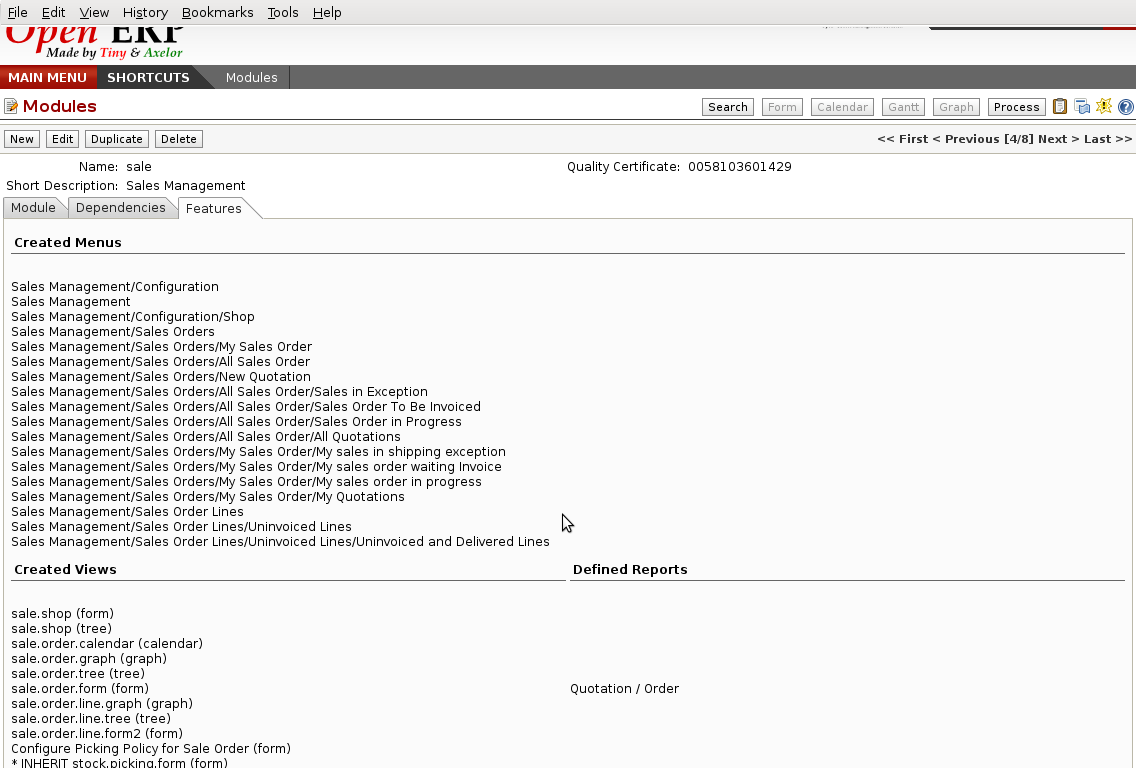 File Edit View History Bookmarks Tools Help
Open ERP
Made by Tiny & Axelor
MAIN MENU SHORTCUTS Modules
Modules Search Form Calendar Gantt Graph Process
New Edit Duplicate Delete << First < Previous [4/8] Next > Last >>
Name: sale Quality Certificate: 0058103601429
Short Description: Sales Management
Module Dependencies Features
Created Menus
Sales Management/Configuration
Sales Management
Sales Management/Configuration/Shop
Sales Management/Sales Orders
Sales Management/Sales Orders/My Sales Order
Sales Management/Sales Orders/All Sales Order
Sales Management/Sales Orders/New Quotation
Sales Management/Sales Orders/All Sales Order/Sales in Exception
Sales Management/Sales Orders/All Sales Order/Sales Order To Be Invoiced
Sales Management/Sales Orders/All Sales Order/Sales Order in Progress
Sales Management/Sales Orders/All Sales Order/All Quotations
Sales Management/Sales Orders/My Sales Order/My sales in shipping exception
Sales Management/Sales Orders/My Sales Order/My sales order waiting Invoice
Sales Management/Sales Orders/My Sales Order/My sales order in progress
Sales Management/Sales Orders/My Sales Order/My Quotations
Sales Management/Sales Order Lines
Sales Management/Sales Order Lines/Uninvoiced Lines
Sales Management/Sales Order Lines/Uninvoiced Lines/Uninvoiced and Delivered Lines
Created Views Defined Reports
sale.shop (form)
sale.shop (tree)
sale.order.calendar (calendar)
sale.order.graph (graph)
sale.order.tree (tree)
sale.order.form (form) Quotation / Order
sale.order.line.graph (graph)
sale.order.line.tree (tree)
sale.order.line.form2 (form)
Configure Picking Policy for Sale Order (form)
* INHERIT stock.picking.form (form)